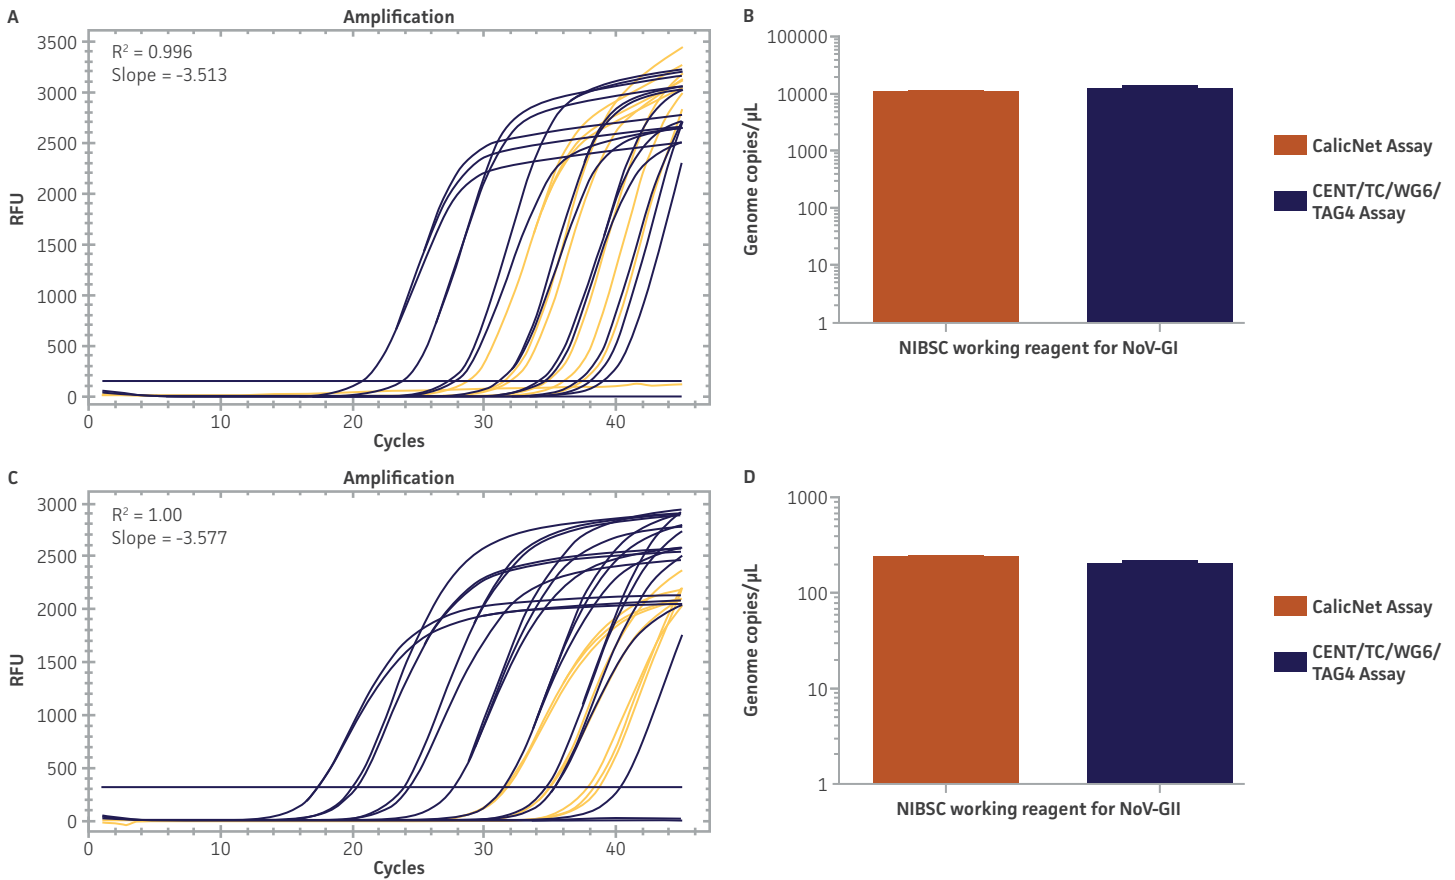 A
Amplification
R² = 0.996
Slope = -3.513
3500
3000
2500
2000
1500
1000
500
0
RFU
0
10
20
30
40
Cycles
B
100000
10000
1000
100
10
1
Genome copies/µL
NIBSC working reagent for NoV-GI
CalicNet Assay
CENT/TC/WG6/
TAG4 Assay
C
Amplification
R² = 1.00
Slope = -3.577
3000
2500
2000
1500
1000
500
0
RFU
0
10
20
30
40
Cycles
D
1000
100
10
1
Genome copies/µL
NIBSC working reagent for NoV-GII
CalicNet Assay
CENT/TC/WG6/
TAG4 Assay